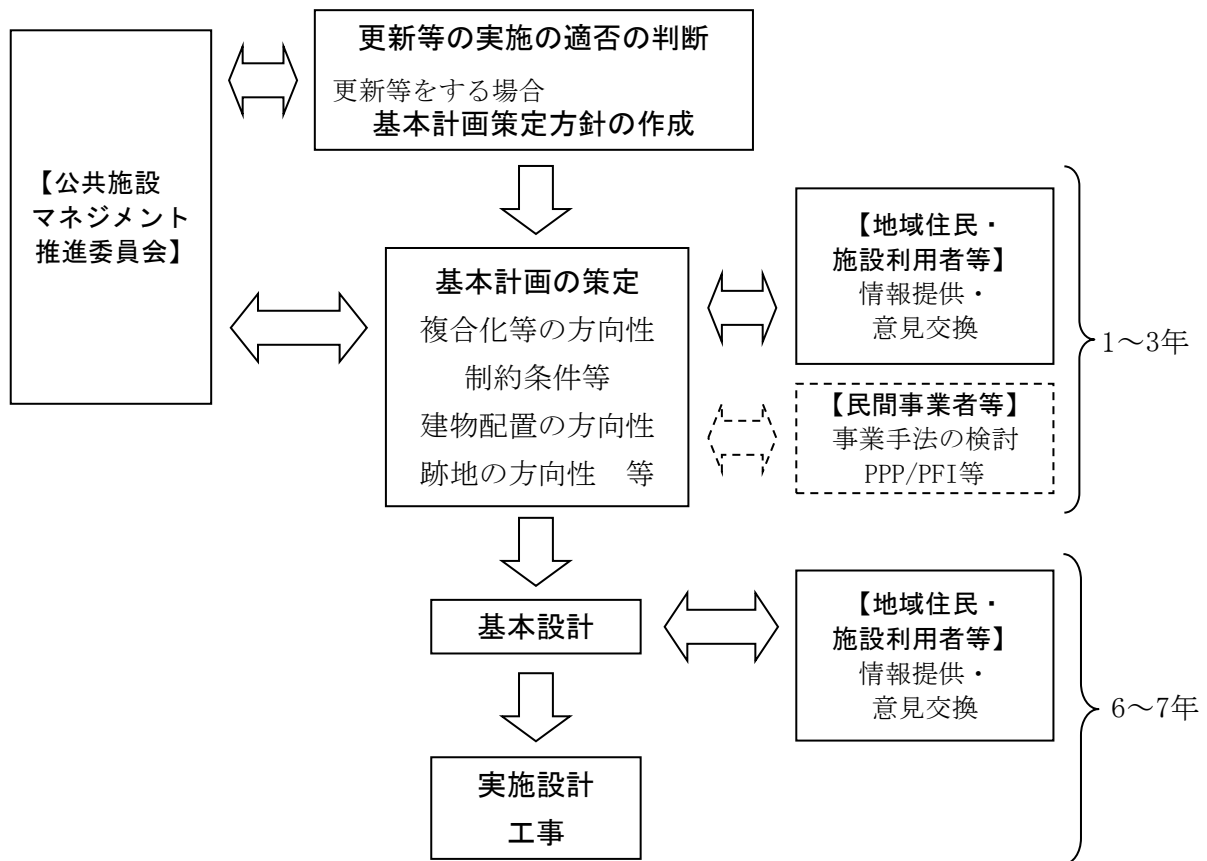 更新等の実施の適否の判断
更新等をする場合
基本計画策定方針の作成
【公共施設
マネジメント
推進委員会】
基本計画の策定
複合化等の方向性
制約条件等
建物配置の方向性
跡地の方向性　等
【地域住民・
施設利用者等】
情報提供・
意見交換
【民間事業者等】
事業手法の検討
PPP/PFI等
1～3年
基本設計
【地域住民・
施設利用者等】
情報提供・
意見交換
6～7年
実施設計
工事